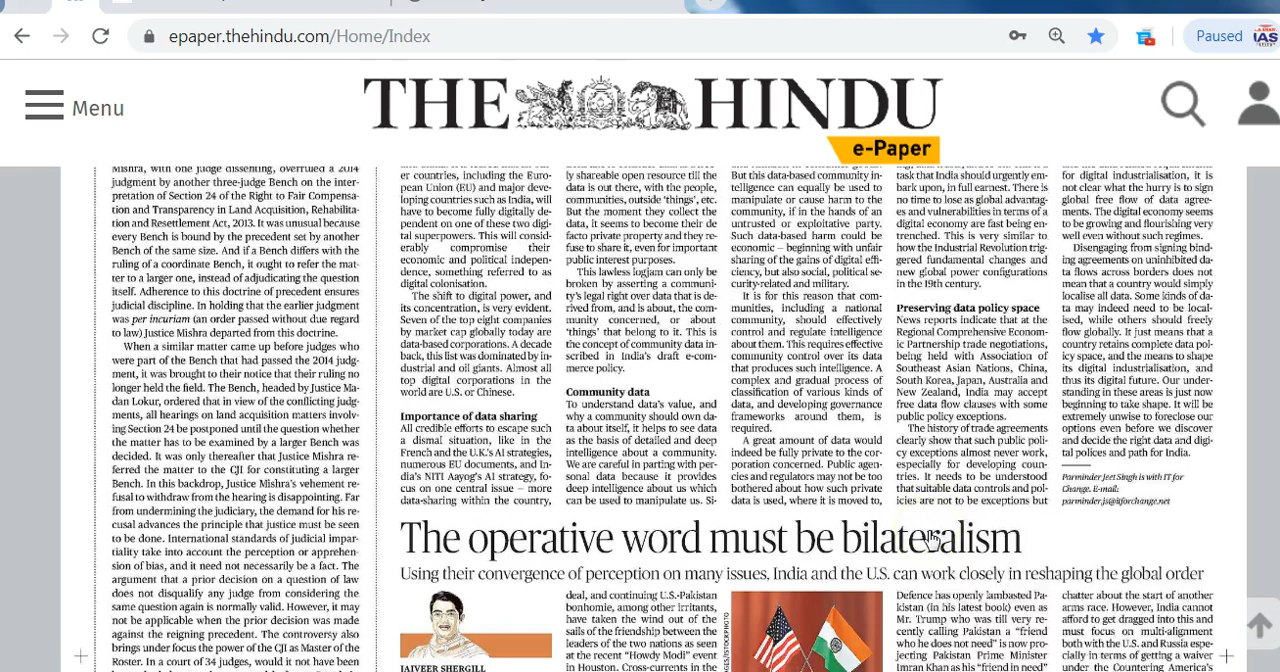 epaper.thehindu.com/Home/Index
Paused
IAS
Menu
THE HINDU
e-Paper
Mishra, with one judge dissenting, overruled a 2014
judgment by another three-judge Bench on the inter-
pretation of Section 24 of the Right to Fair Compensa-
tion and Transparency in Land Acquisition, Rehabilita-
tion and Resettlement Act, 2013. It was unusual because
every Bench is bound by the precedent set by another
Bench of the same size. And if a Bench differs with the
ruling of a coordinate Bench, it ought to refer the mat-
ter to a larger one, instead of adjudicating the question
itself. Adherence to this doctrine of precedent ensures
judicial discipline. In holding that the earlier judgment
was per incuriam (an order passed without due regard
to law) Justice Mishra departed from this doctrine.
When a similar matter came up before judges who
were part of the Bench that had passed the 2014 judg-
ment, it was brought to their notice that their ruling no
longer held the field. The Bench, headed by Justice Ma-
dan Lokur, ordered that in view of the conflicting judg-
ments, all hearings on land acquisition matters involv-
ing Section 24 be postponed until the question whether
the matter has to be examined by a larger Bench was
decided. It was only thereafter that Justice Mishra re-
ferred the matter to the CJI for constituting a larger
Bench. In this backdrop, Justice Mishra's vehement re-
fusal to withdraw from the hearing is disappointing. Far
from undermining the judiciary, the demand for his re-
cusal advances the principle that justice must be seen
to be done. International standards of judicial impar-
tiality take into account the perception or apprehen-
sion of bias, and it need not necessarily be a fact. The
argument that a prior decision on a question of law
does not disqualify any judge from considering the
same question again is normally valid. However, it may
not be applicable when the prior decision was made
against the reigning precedent. The controversy also
brings under focus the power of the CJI as Master of the
Roster. In a court of 34 judges, would it not have been
er countries, including the Euro-
pean Union (EU) and major deve-
loping countries such as India, will
have to become fully digitally de-
pendent on one of these two digi-
tal superpowers. This will consid-
erably compromise their
economic and political indepen-
dence, something referred to as
digital colonisation.
The shift to digital power, and
its concentration, is very evident.
Seven of the top eight companies
by market cap globally today are
data-based corporations. A decade
back, this list was dominated by in-
dustrial and oil giants. Almost all
top digital corporations in the
world are U.S. or Chinese.
Importance of data sharing
All credible efforts to escape such
a dismal situation, like in the
French and the U.K.'s AI strategies,
numerous EU documents, and In-
dia's NITI Aayog's AI strategy, fo-
cus on one central issue – more
data-sharing within the country,
ly shareable open resource till the
data is out there, with the people,
communities, outside 'things', etc.
But the moment they collect the
data, it seems to become their de
facto private property and they re-
fuse to share it, even for important
public interest purposes.
This lawless logjam can only be
broken by asserting a communi-
ty's legal right over data that is de-
rived from, and is about, the com-
munity concerned, or about
'things' that belong to it. This is
the concept of community data in-
scribed in India's draft e-com-
merce policy.
Community data
To understand data's value, and
why a community should own da-
ta about itself, it helps to see data
as the basis of detailed and deep
intelligence about a community.
We are careful in parting with per-
sonal data because it provides
deep intelligence about us which
can be used to manipulate us. Si-
But this data-based community in-
telligence can equally be used to
manipulate or cause harm to the
community, if in the hands of an
untrusted or exploitative party.
Such data-based harm could be
economic – beginning with unfair
sharing of the gains of digital effi-
ciency, but also social, political se-
curity-related and military.
It is for this reason that com-
munities, including a national
community, should effectively
control and regulate intelligence
about them. This requires effective
community control over its data
that produces such intelligence. A
complex and gradual process of
classification of various kinds of
data, and developing governance
frameworks around them, is
required.
A great amount of data would
indeed be fully private to the cor-
poration concerned. Public agen-
cies and regulators may not be too
bothered about how such private
data is used, where it is moved to,
task that India should urgently em-
bark upon, in full earnest. There is
no time to lose as global advantag-
es and vulnerabilities in terms of a
digital economy are fast being en-
trenched. This is very similar to
how the Industrial Revolution trig-
gered fundamental changes and
new global power configurations
in the 19th century.
Preserving data policy space
News reports indicate that at the
Regional Comprehensive Econom-
ic Partnership trade negotiations,
being held with Association of
Southeast Asian Nations, China,
South Korea, Japan, Australia and
New Zealand, India may accept
free data flow clauses with some
public policy exceptions.
The history of trade agreements
clearly show that such public poli-
cy exceptions almost never work,
especially for developing coun-
tries. It needs to be understood
that suitable data controls and pol-
icies are not to be exceptions but
for digital industrialisation, it is
not clear what the hurry is to sign
global free flow of data agree-
ments. The digital economy seems
to be growing and flourishing very
well even without such regimes.
Disengaging from signing bind-
ing agreements on uninhibited da-
ta flows across borders does not
mean that a country would simply
localise all data. Some kinds of da-
ta may indeed need to be local-
ised, while others should freely
flow globally. It just means that a
country retains complete data pol-
icy space, and the means to shape
its digital industrialisation, and
thus its digital future. Our under-
standing in these areas is just now
beginning to take shape. It will be
extremely unwise to foreclose our
options even before we discover
and decide the right data and digi-
tal polices and path for India.
Parminder Jeet Singh is with IT for
Change. E-mail:
parminder.js@itforchange.net
The operative word must be bilateralism
Using their convergence of perception on many issues, India and the U.S. can work closely in reshaping the global order
JAIVEER SHERGILL
deal, and continuing U.S.-Pakistan
bonhomie, among other irritants,
have taken the wind out of the
sails of the friendship between the
leaders of the two nations as seen
at the recent "Howdy Modi" event
in Houston. Cross-currents in the
Defence has openly lambasted Pa-
kistan (in his latest book) even as
Mr. Trump who was till very re-
cently calling Pakistan a "friend
who he does not need" is now pro-
jecting Pakistan Prime Minister
Imran Khan as his "friend in need"
chatter about the start of another
arms race. However, India cannot
afford to get dragged into this and
must focus on multi-alignment
both with the U.S. and Russia espe-
cially in terms of getting a waiver
under the Countering America's